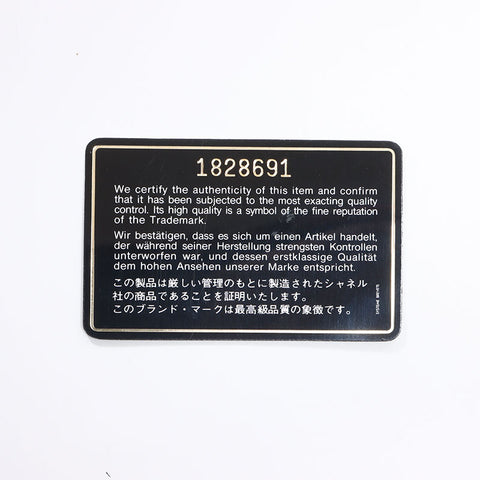 1828691
We certify the authenticity of this item and confirm
that it has been subjected to the most exacting quality
control. Its high quality is a symbol of the fine reputation
of the Trademark.
Wir bestätigen, dass es sich um einen Artikel handelt,
der während seiner Herstellung strengsten Kontrollen
unterworfen war, und dessen erstklassige Qualität
dem hohen Ansehen unserer Marke entspricht.
この製品は厳しい管理のもとに製造されたシャネル
社の商品であることを証明いたします。
このブランド・マークは最高級品質の象徴です。